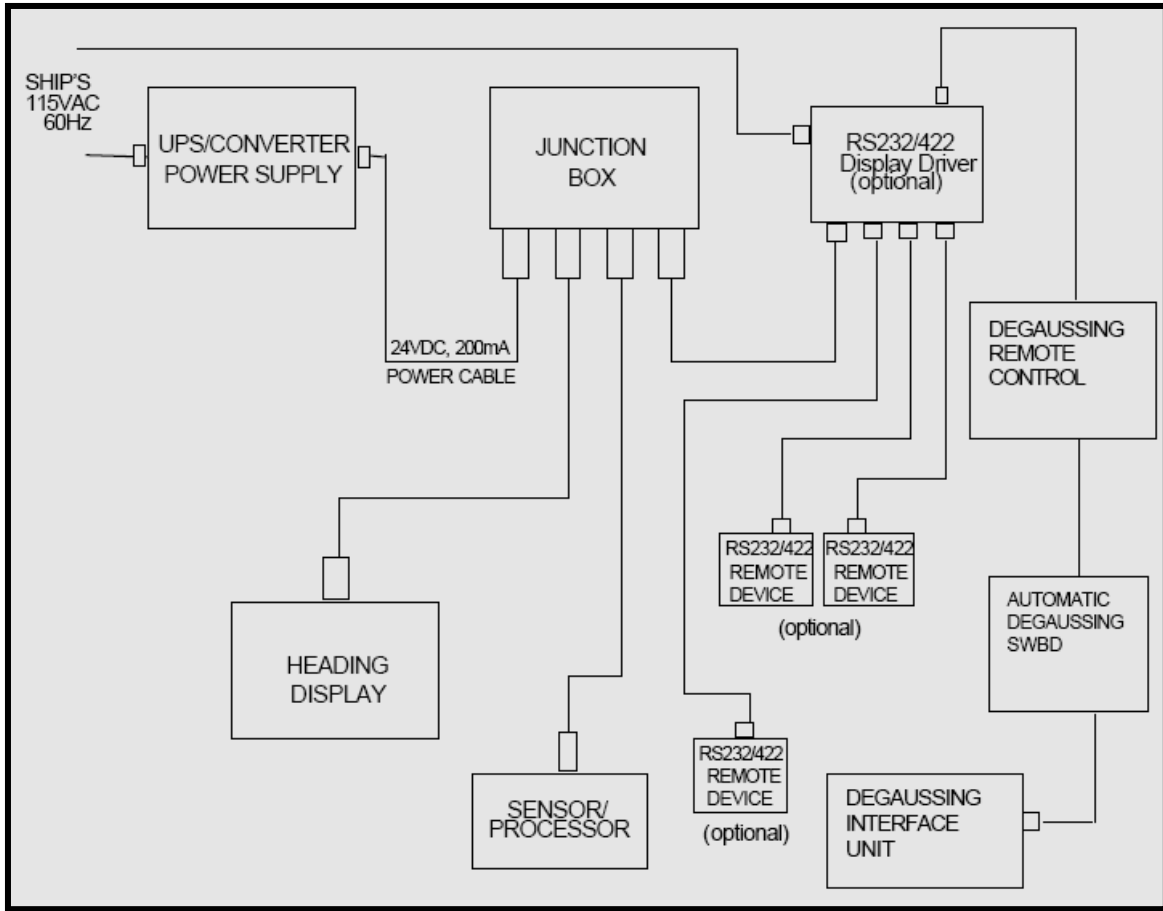 SHIP'S
115VAC
60Hz
UPS/CONVERTER
POWER SUPPLY
JUNCTION
BOX
RS232/422
Display Driver
(optional)
24VDC, 200mA
POWER CABLE
DEGAUSSING
REMOTE
CONTROL
RS232/422
REMOTE
DEVICE
RS232/422
REMOTE
DEVICE
(optional)
AUTOMATIC
DEGAUSSING
SWBD
HEADING
DISPLAY
SENSOR/
PROCESSOR
RS232/422
REMOTE
DEVICE
(optional)
DEGAUSSING
INTERFACE
UNIT